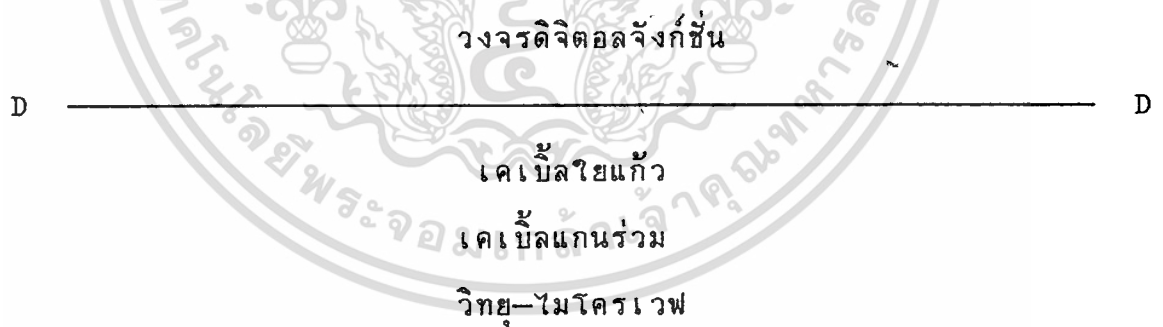 วงจรดิจิตอลจังก์ชั่น
D D
เคเบิ้ลใยแก้ว
เคเบิ้ลแกนร่วม
วิทยุ-ไมโครเวฟ